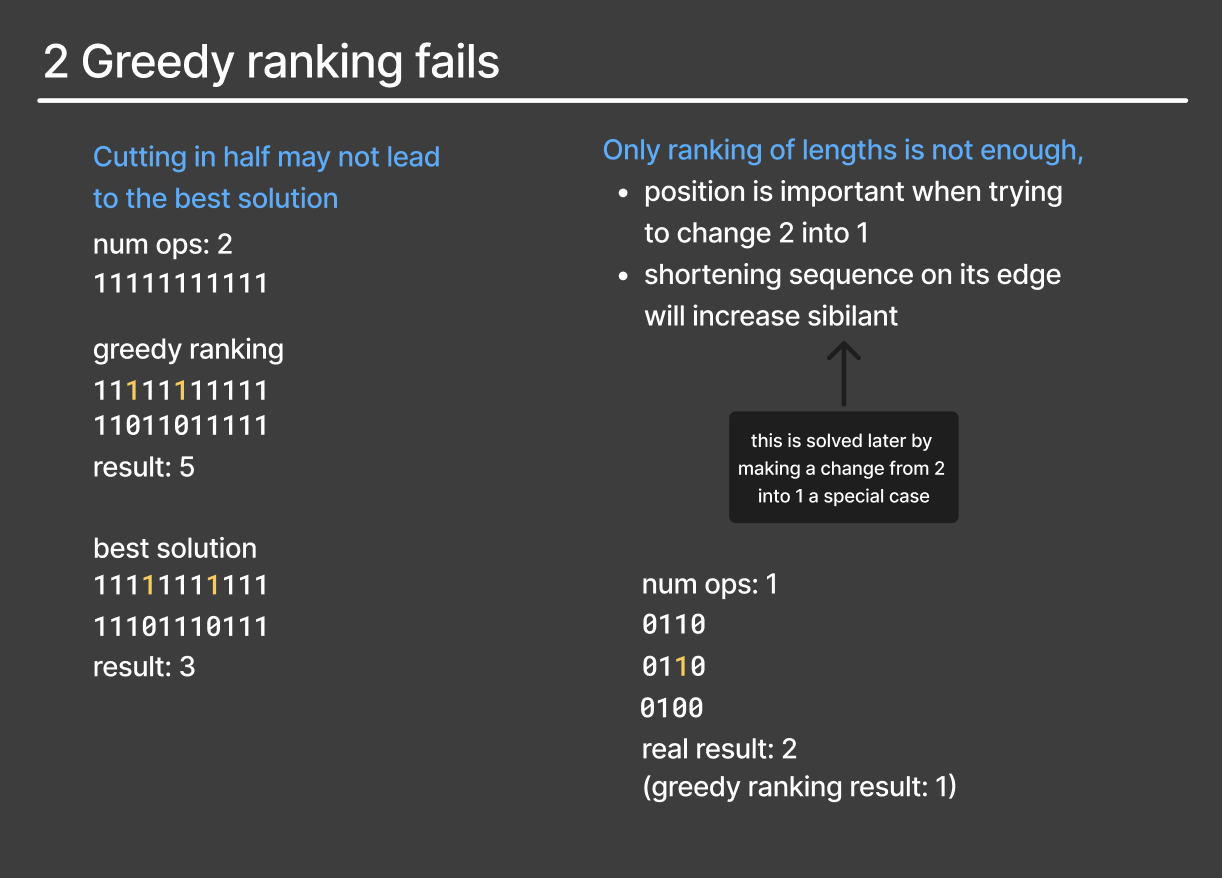 2 Greedy ranking fails
Cutting in half may not lead
to the best solution
num ops: 2
11111111111
greedy ranking
11111111111
11011011111
result: 5
best solution
11111111111
11101110111
result: 3
Only ranking of lengths is not enough,
• position is important when trying
to change 2 into 1
• shortening sequence on its edge
will increase sibilant
this is solved later by
making a change from 2
into 1 a special case
num ops: 1
0110
0110
0100
real result: 2
(greedy ranking result: 1)